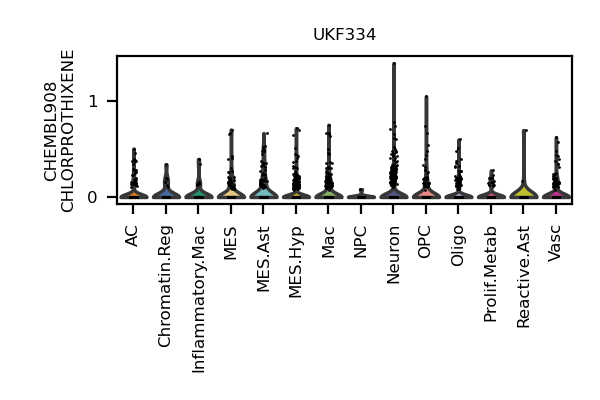 UKF334
CHEMBL908
CHLORPROTHIXENE
1
0
AC
Chromatin.Reg
Inflammatory.Mac
MES
MES.Ast
MES.Hyp
Mac
NPC
Neuron
OPC
Oligo
Prolif.Metab
Reactive.Ast
Vasc